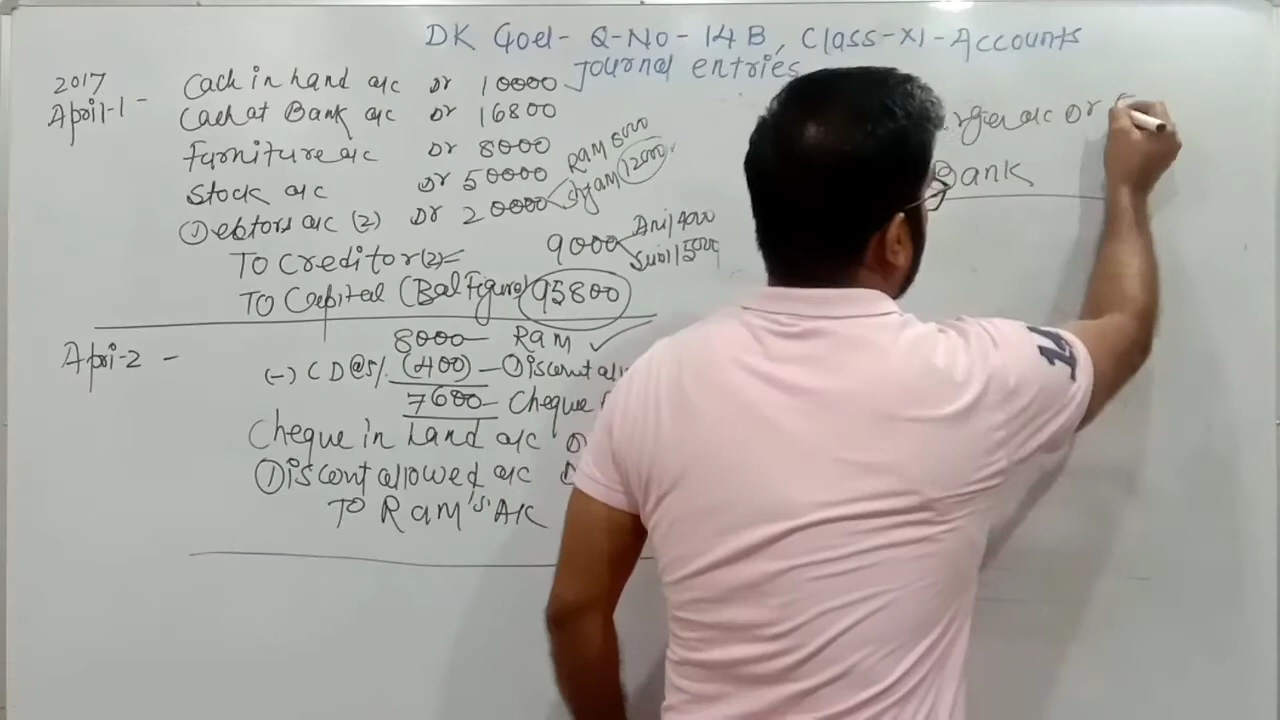 DK Goel - Q-No - 14 B, Class-XI-Accounts
Journal entries
2017
April-1 - Cash in hand a/c Dr 10000
Cash at Bank a/c Dr 16800
Furniture a/c Dr 8000
Stock a/c Dr 50000
Debtors a/c (2) Dr 20000
Ram 8000
Shyam 12000
To Creditor (2) =
9000
Anil 4000
Sunil 5000
To Capital (Bal Figure) 95800
April-2 - 8000 - Ram
(-) CD@5% (400) - Discount
7600 - Cheque
Cheque in hand a/c
Discount allowed a/c
To Ram's A/c
a/c Dr
Bank
14